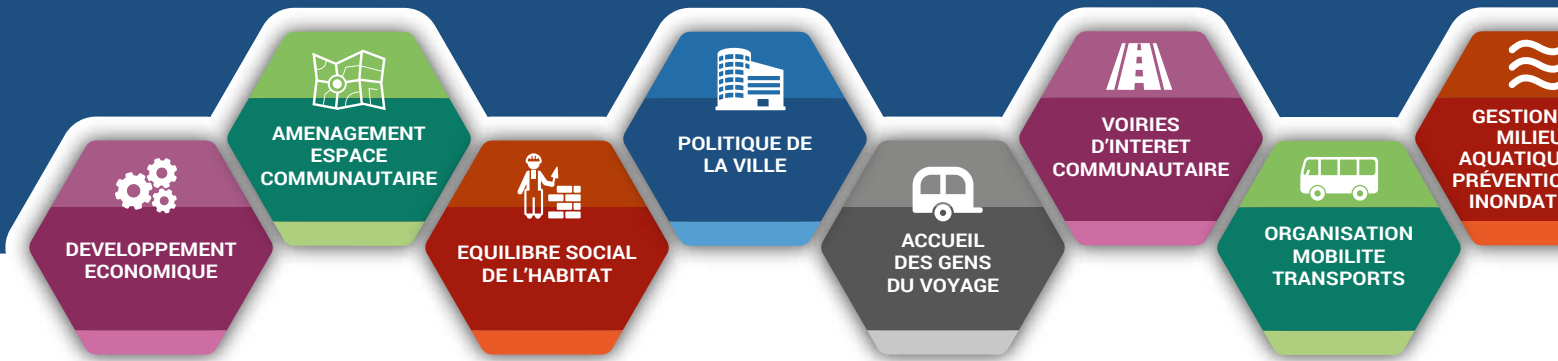 DEVELOPPEMENT
ECONOMIQUE
AMENAGEMENT
ESPACE
COMMUNAUTAIRE
EQUILIBRE SOCIAL
DE L'HABITAT
POLITIQUE DE
LA VILLE
ACCUEIL
DES GENS
DU VOYAGE
VOIRIES
D'INTERET
COMMUNAUTAIRE
ORGANISATION
MOBILITE
TRANSPORTS
GESTION